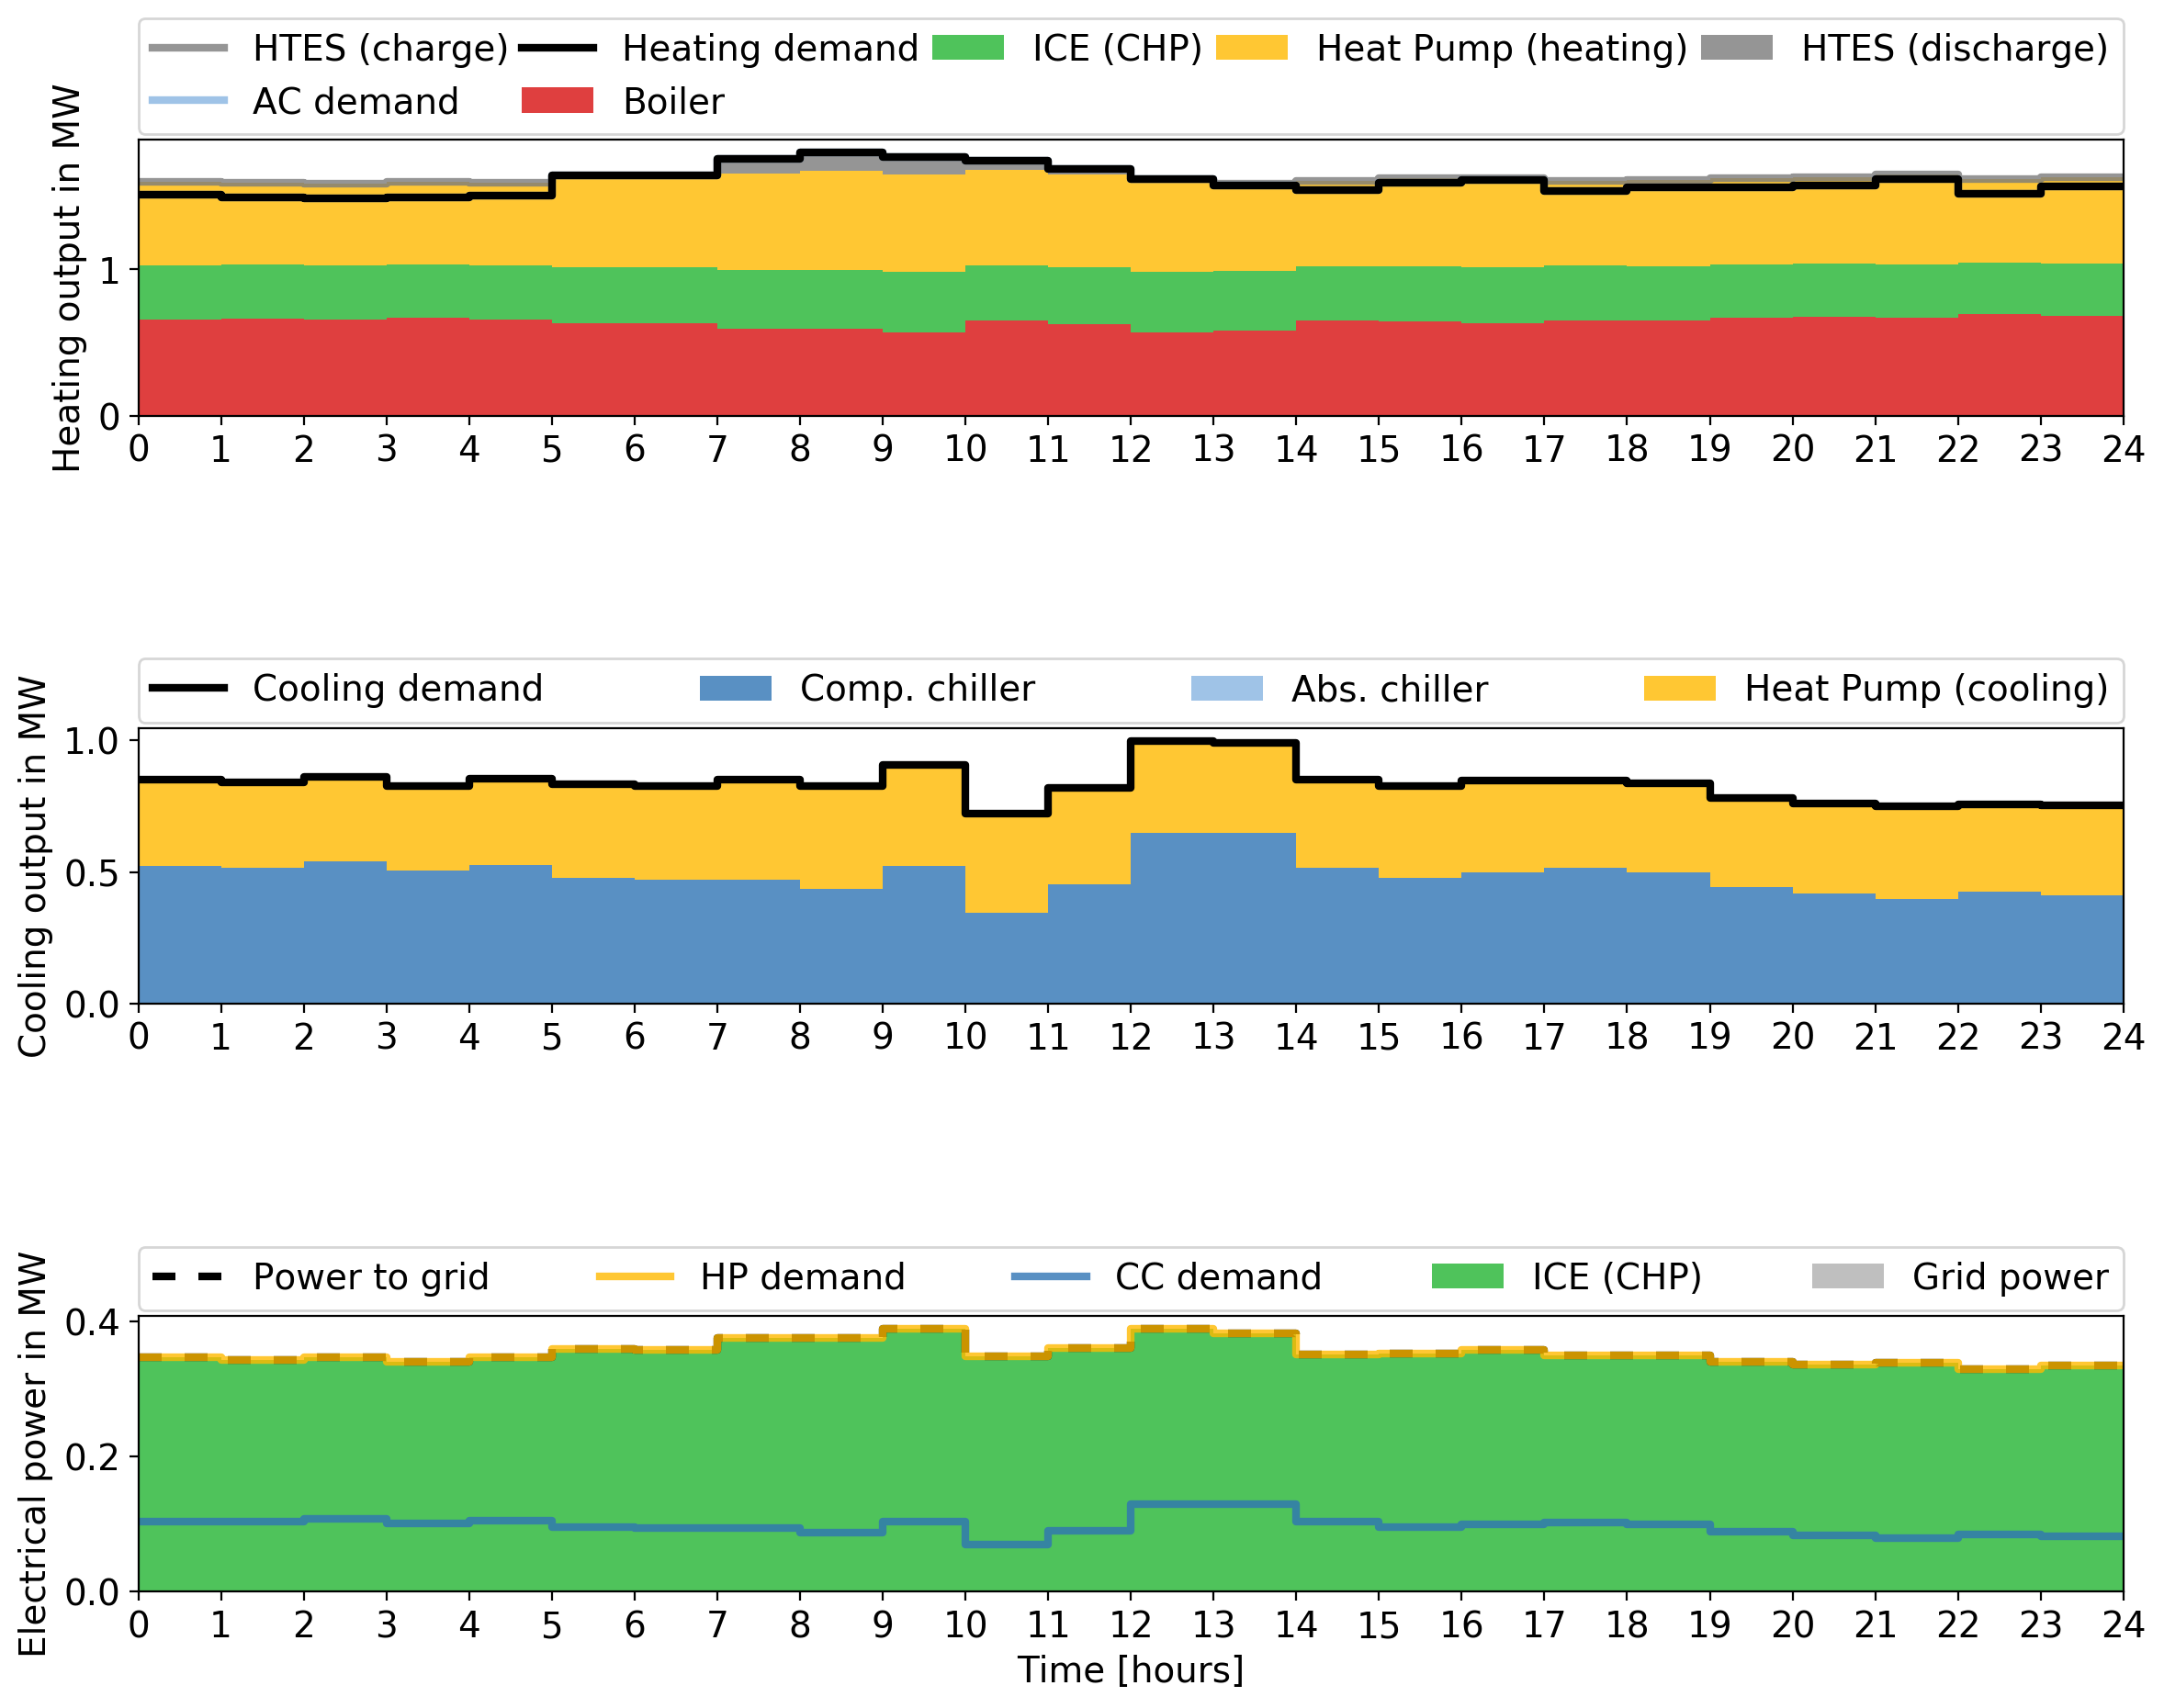 HTES (charge) Heating demand ICE (CHP) Heat Pump (heating) HTES (discharge)
AC demand Boiler
Heating output in MW
1
0
0 1 2 3 4 5 6 7 8 9 10 11 12 13 14 15 16 17 18 19 20 21 22 23 24
Cooling demand Comp. chiller Abs. chiller Heat Pump (cooling)
Cooling output in MW
1.0
0.5
0.0
0 1 2 3 4 5 6 7 8 9 10 11 12 13 14 15 16 17 18 19 20 21 22 23 24
Power to grid HP demand CC demand ICE (CHP) Grid power
Electrical power in MW
0.4
0.2
0.0
0 1 2 3 4 5 6 7 8 9 10 11 12 13 14 15 16 17 18 19 20 21 22 23 24
Time [hours]